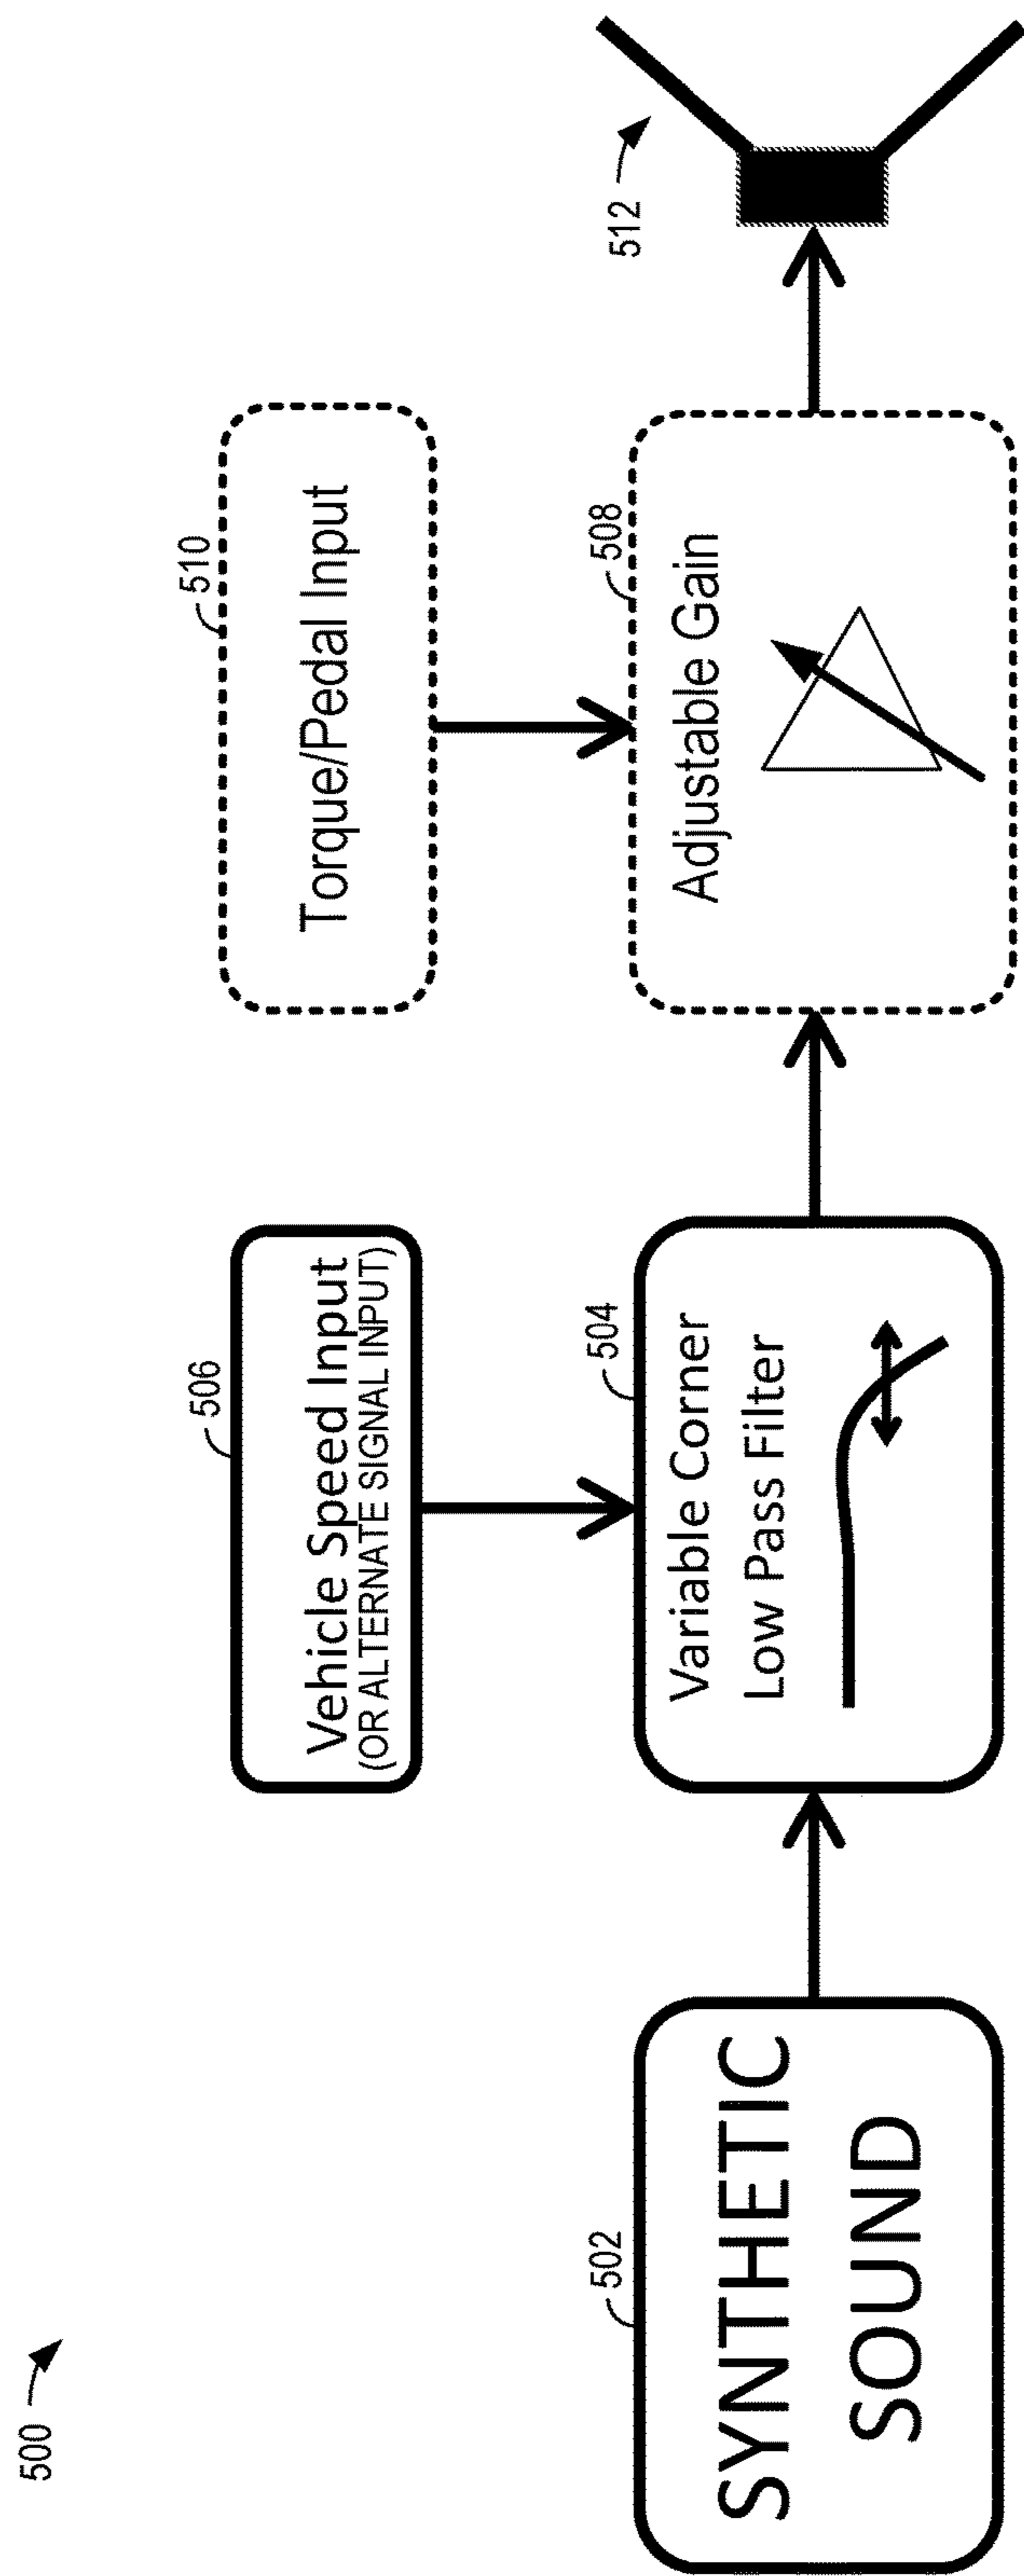 500
502
SYNTHETIC
SOUND
506
Vehicle Speed Input
(OR ALTERNATE SIGNAL INPUT)
504
Variable Corner
Low Pass Filter
510
Torque/Pedal Input
508
Adjustable Gain
512